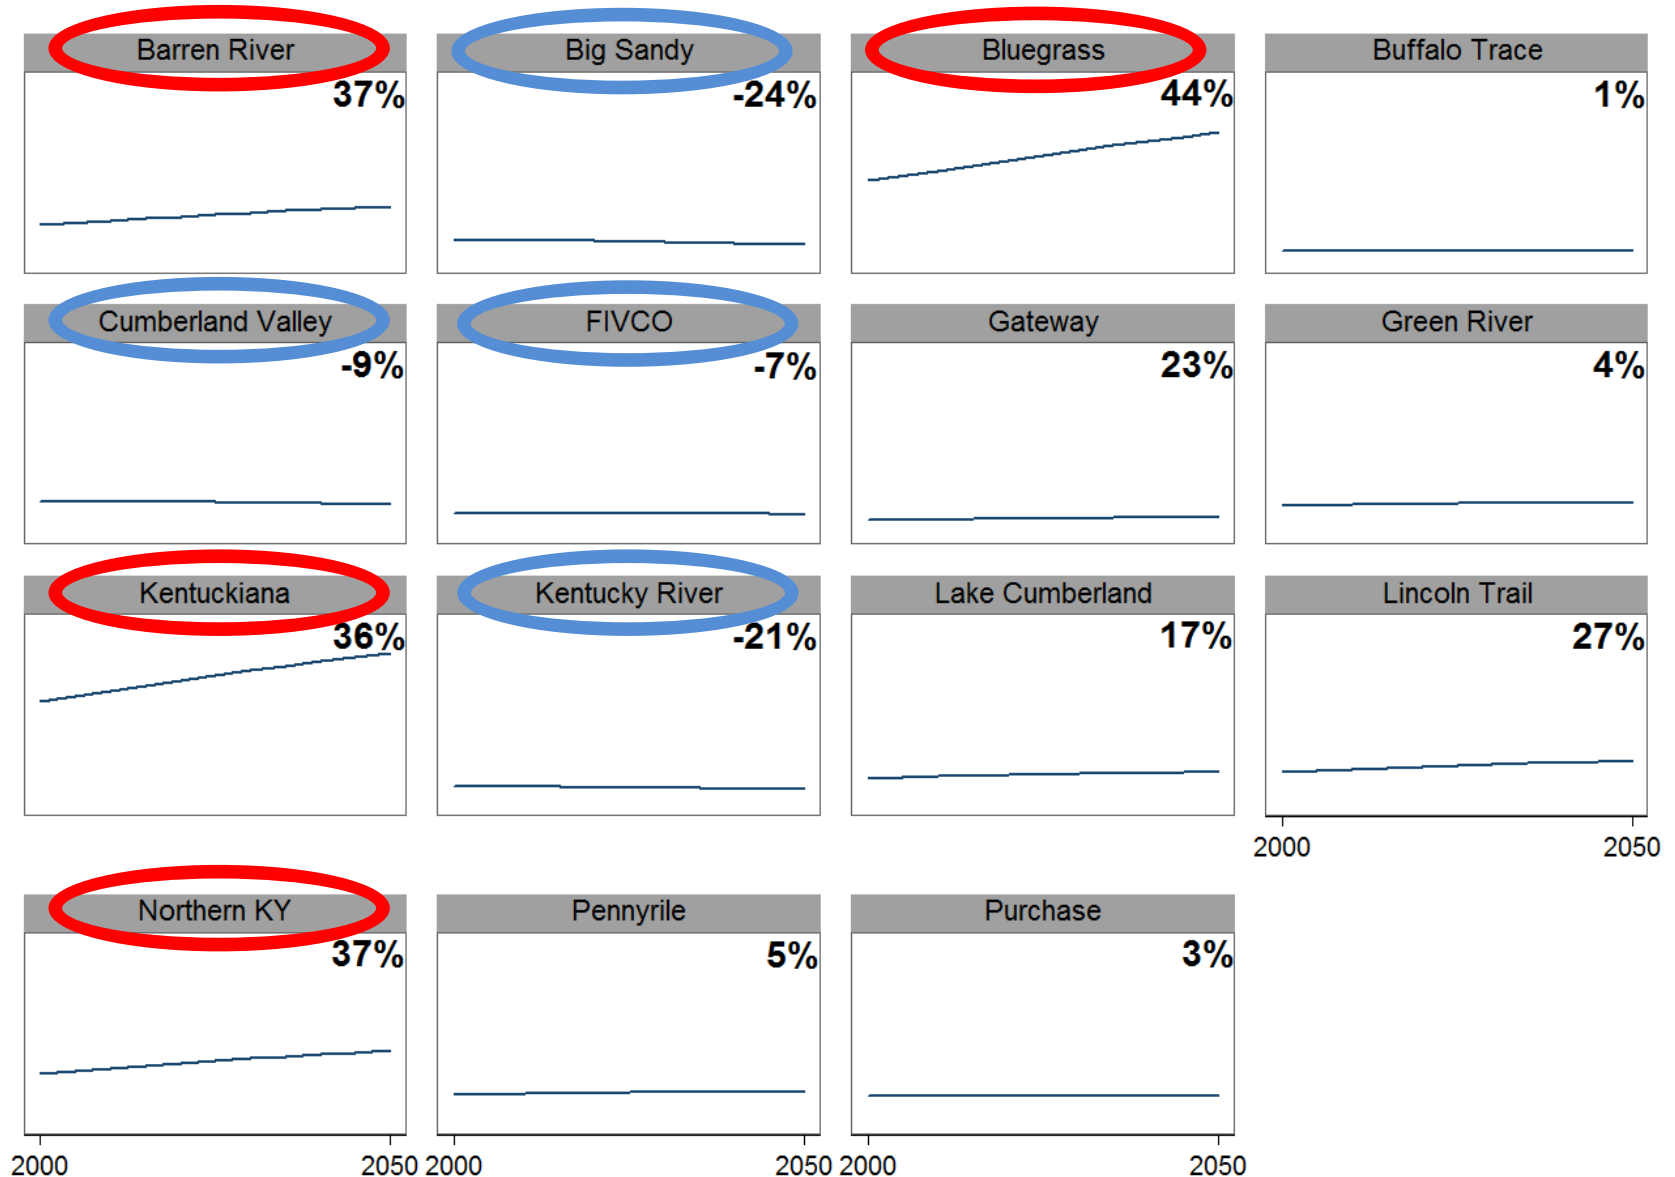 Barren River
37%
Big Sandy
-24%
Bluegrass
44%
Buffalo Trace
1%
Cumberland Valley
-9%
FIVCO
-7%
Gateway
23%
Green River
4%
Kentuckiana
36%
Kentucky River
-21%
Lake Cumberland
17%
Lincoln Trail
27%
2000 2050
Northern KY
37%
Pennyrile
5%
Purchase
3%
2000 2050 2000 2050 2000 2050